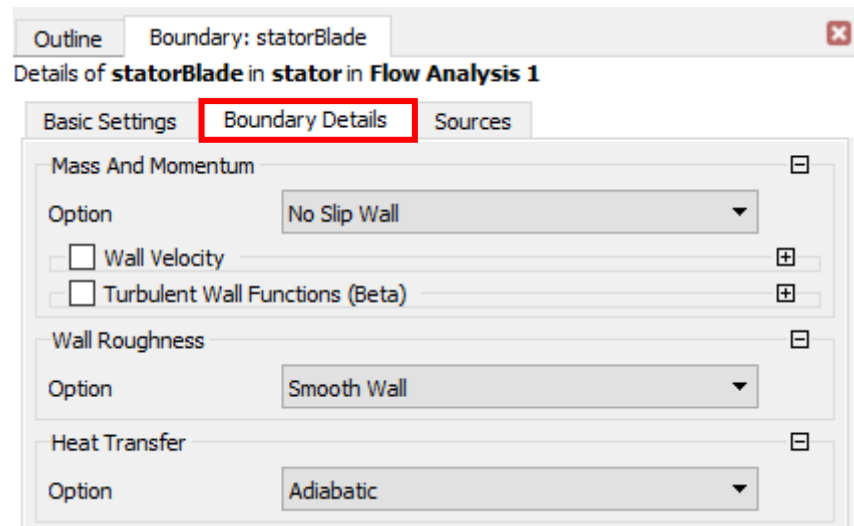 Outline Boundary: statorBlade
Details of statorBlade in stator in Flow Analysis 1
Basic Settings Boundary Details Sources
Mass And Momentum
Option No Slip Wall
Wall Velocity
Turbulent Wall Functions (Beta)
Wall Roughness
Option Smooth Wall
Heat Transfer
Option Adiabatic